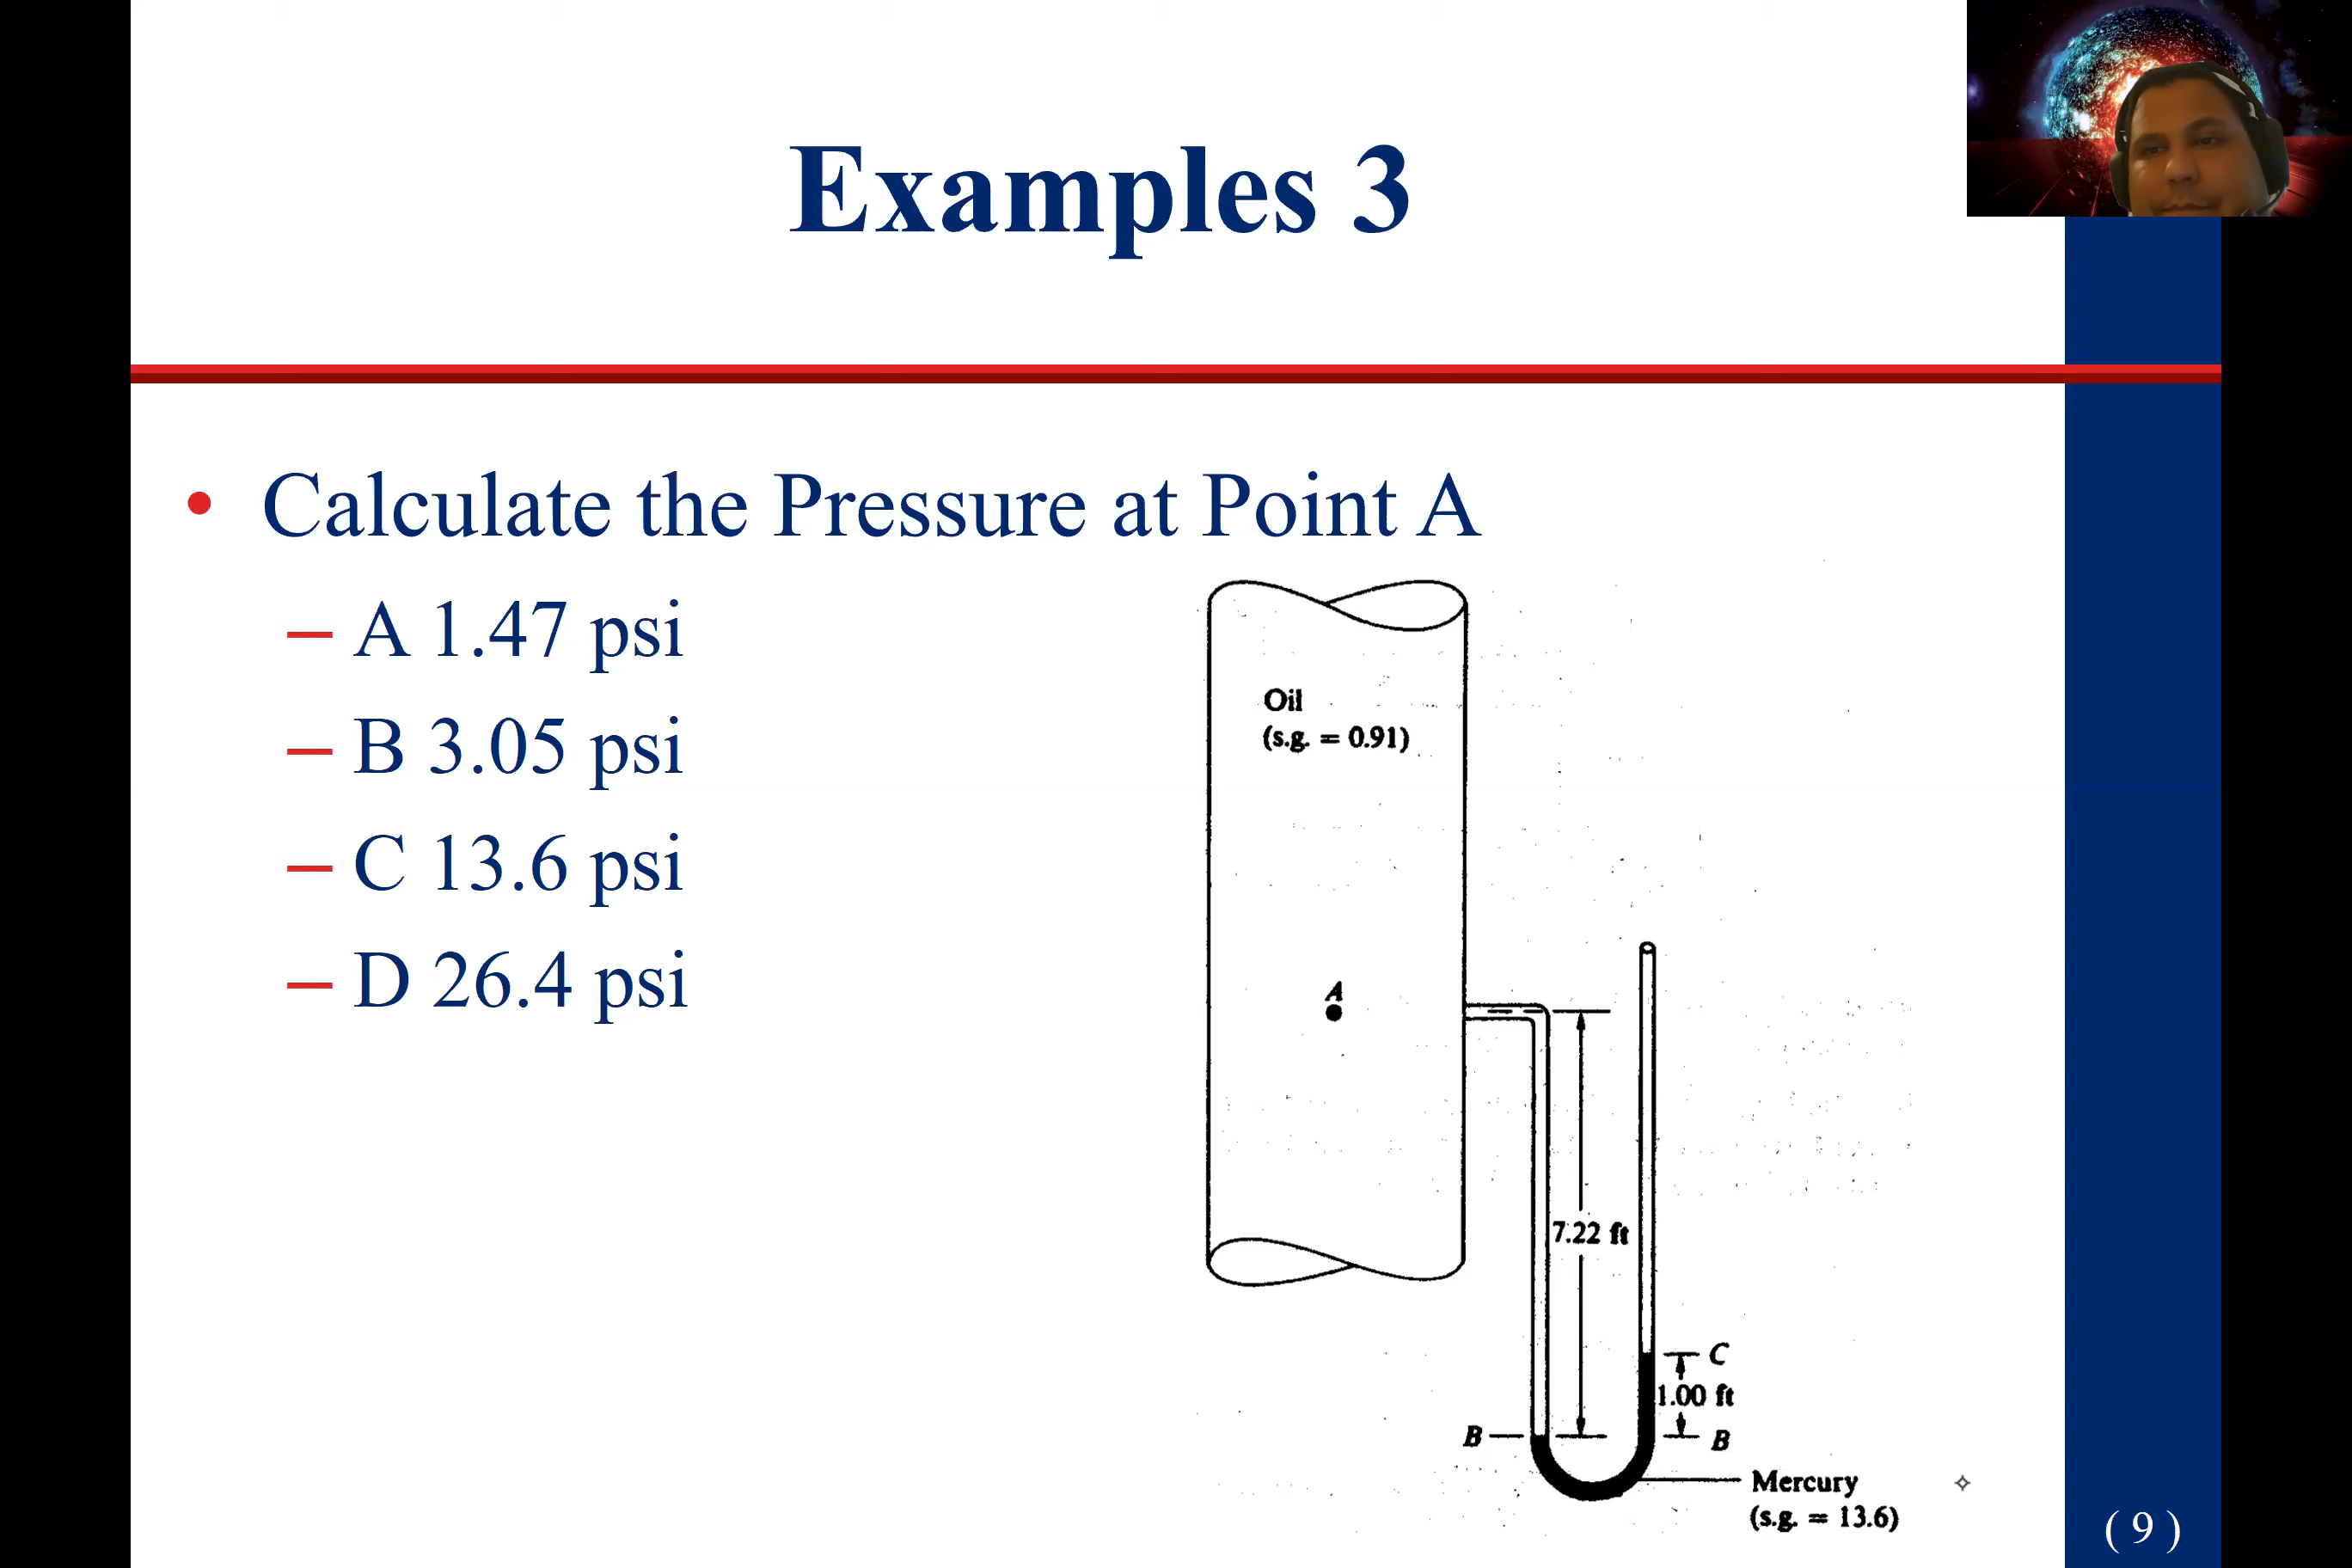 Examples 3
• Calculate the Pressure at Point A
– A 1.47 psi
– B 3.05 psi
– C 13.6 psi
– D 26.4 psi
Oil
(s.g. = 0.91)
A
7.22 ft
C
1.00 ft
B
B
Mercury
(s.g. = 13.6)
( 9 )